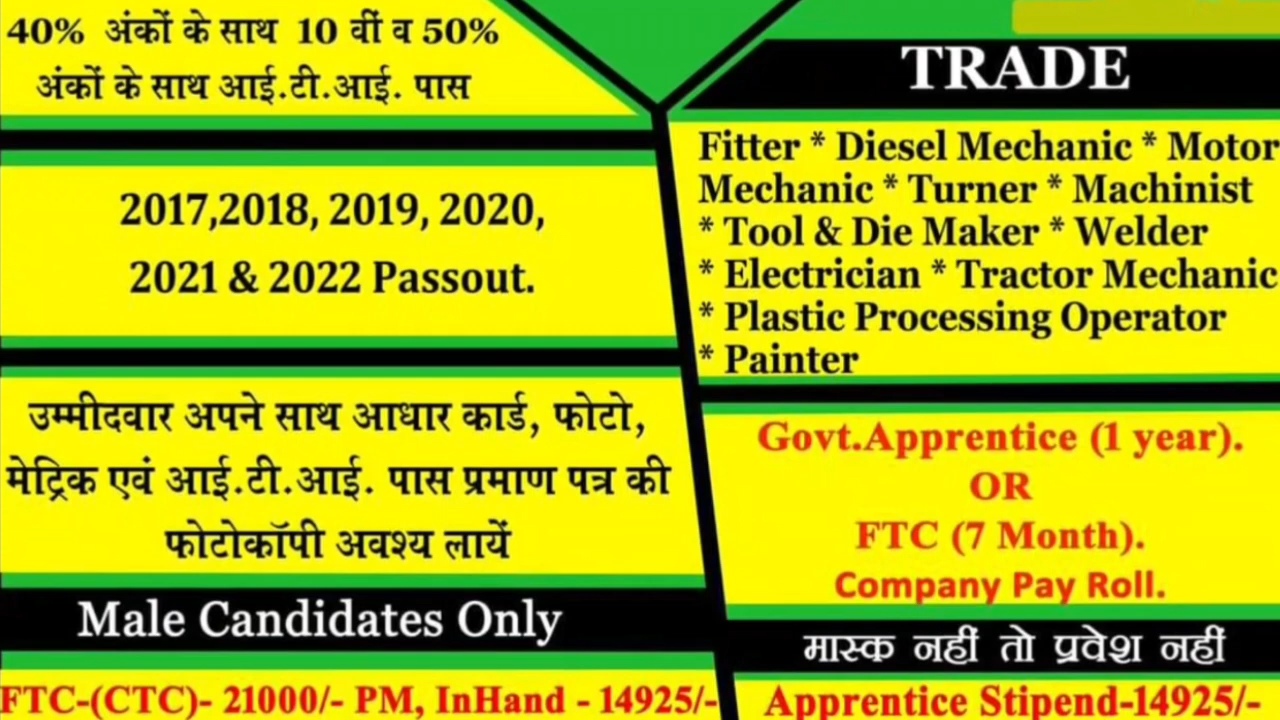 40% अंकों के साथ 10 वीं व 50%
अंकों के साथ आई.टी.आई. पास
2017,2018, 2019, 2020,
2021 & 2022 Passout.
उम्मीदवार अपने साथ आधार कार्ड, फोटो,
मेट्रिक एवं आई.टी.आई. पास प्रमाण पत्र की
फोटोकॉपी अवश्य लायें
Male Candidates Only
FTC-(CTC)- 21000/- PM, InHand - 14925/-
TRADE
Fitter * Diesel Mechanic * Motor
Mechanic * Turner * Machinist
* Tool & Die Maker * Welder
* Electrician * Tractor Mechanic
* Plastic Processing Operator
* Painter
Govt.Apprentice (1 year).
OR
FTC (7 Month).
Company Pay Roll.
मास्क नहीं तो प्रवेश नहीं
Apprentice Stipend-14925/-